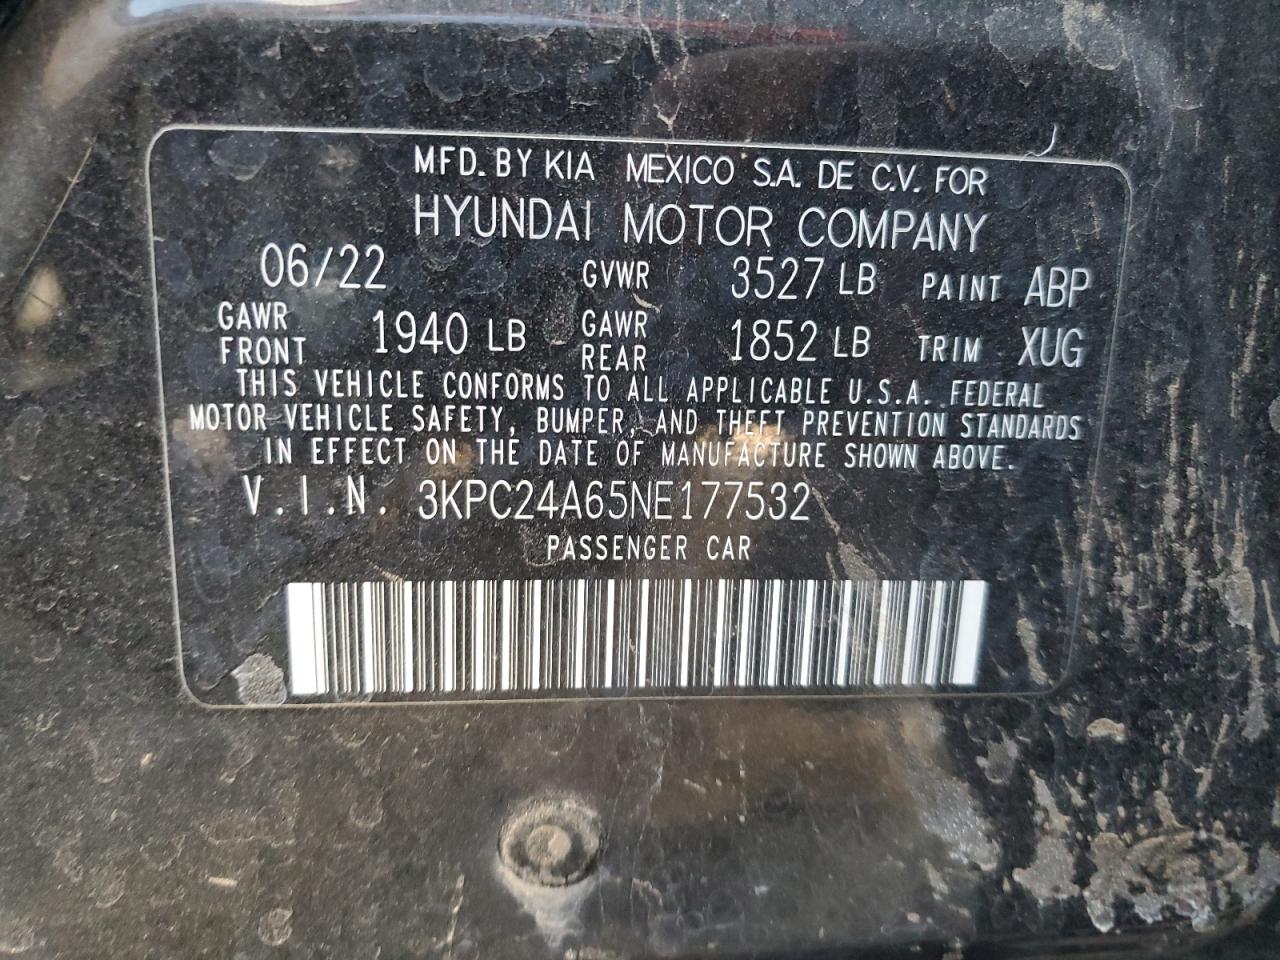 MFD. BY KIA MEXICO S.A. DE C.V. FOR
HYUNDAI MOTOR COMPANY
06/22 GVWR 3527 LB PAINT ABP
GAWR FRONT 1940 LB GAWR REAR 1852 LB TRIM XUG
THIS VEHICLE CONFORMS TO ALL APPLICABLE U.S.A. FEDERAL
MOTOR VEHICLE SAFETY, BUMPER, AND THEFT PREVENTION STANDARDS
IN EFFECT ON THE DATE OF MANUFACTURE SHOWN ABOVE.
V.I.N. 3KPC24A65NE177532
PASSENGER CAR